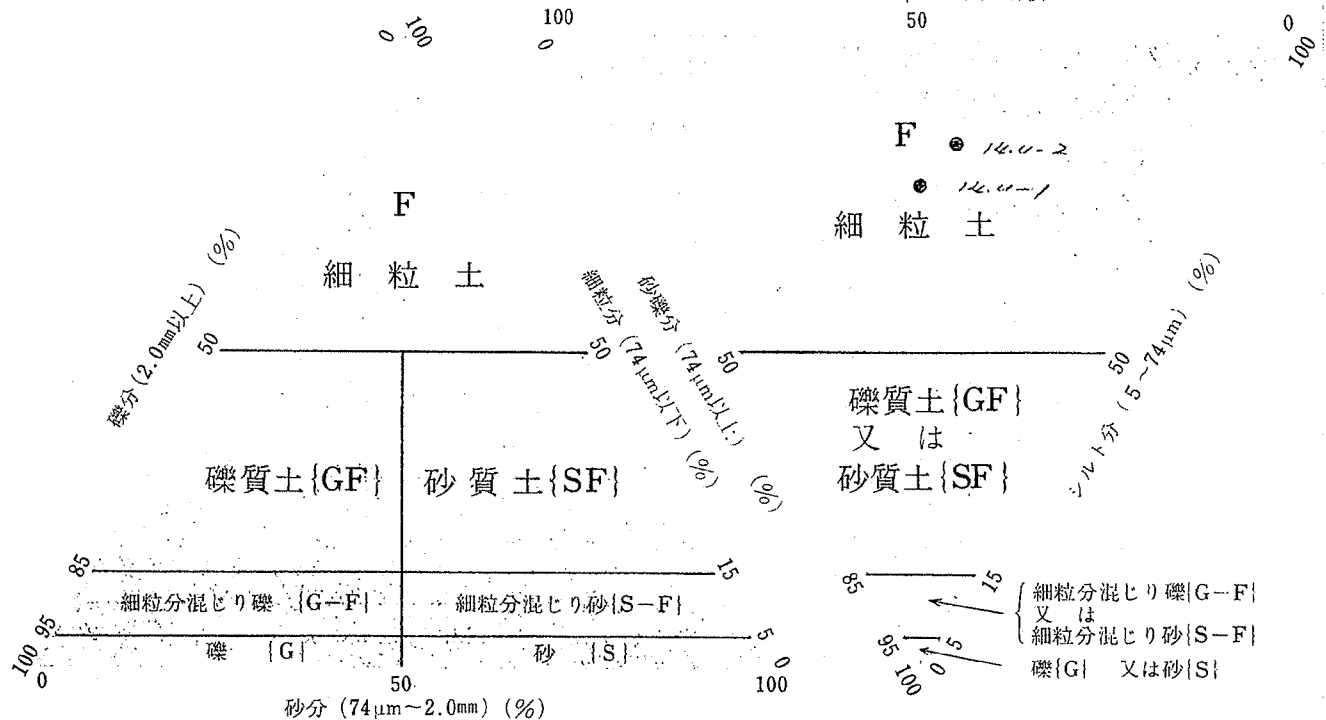 0 100
100
0
50
0
100
F
細粒土
礫分(2.0mm以上) (%)
50
50
細粒分 (74μm以下) (%)
礫質土{GF}
砂質土{SF}
85
15
細粒分混じり礫 {G-F}
細粒分混じり砂{S-F}
95
5
礫 {G}
砂 {S}
100
0
0
50
100
砂分 (74μm~2.0mm) (%)
F
14.4-2
14.4-1
細粒土
砂礫分 (74μm以上) (%)
50
50
シルト分 (5~74μm) (%)
礫質土{GF}
又は
砂質土{SF}
85
15
細粒分混じり礫{G-F}
又は
細粒分混じり砂{S-F}
95
5
100
0
礫{G} 又は砂{S}